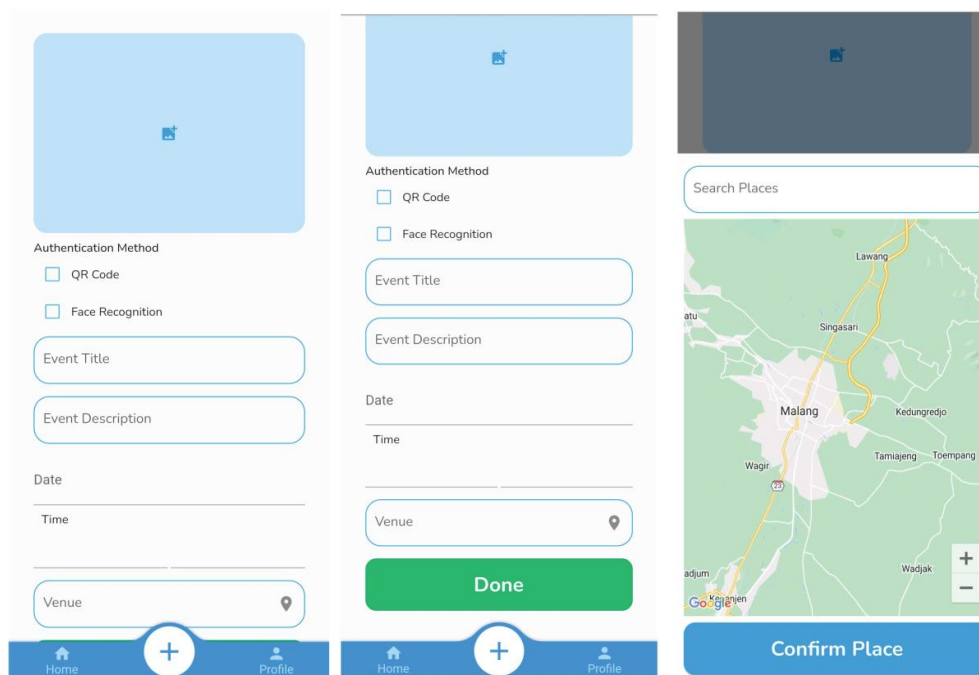 Authentication Method
QR Code
Face Recognition
Event Title
Event Description
Date
Time
Venue
Home
+
Profile
Authentication Method
QR Code
Face Recognition
Event Title
Event Description
Date
Time
Venue
Done
Home
+
Profile
Search Places
Lawang
atu
Singasari
Malang
Kedungredjo
Tamiajeng
Toempang
Wagir
23
Wadjak
adjum
Google
+
−
Confirm Place